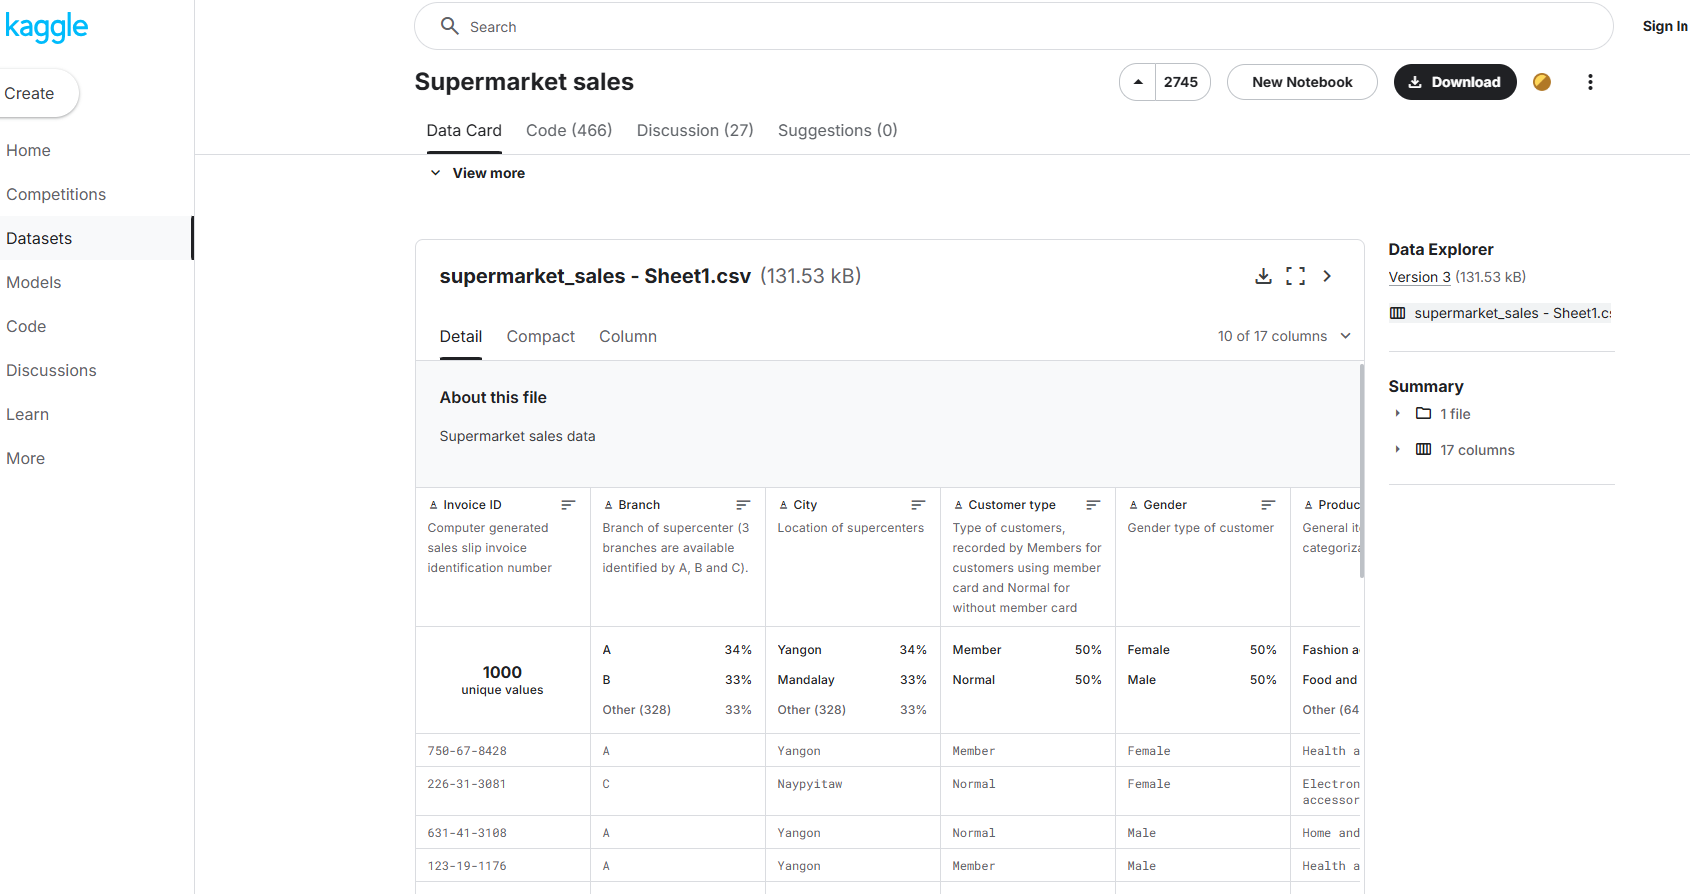 kaggle
Search
Sign In
Create
Home
Competitions
Datasets
Models
Code
Discussions
Learn
More
Supermarket sales
2745
New Notebook
Download
Data Card
Code (466)
Discussion (27)
Suggestions (0)
View more
supermarket_sales - Sheet1.csv (131.53 kB)
Detail
Compact
Column
10 of 17 columns
About this file
Supermarket sales data
Invoice ID
Computer generated
sales slip invoice
identification number
Branch
Branch of supercenter (3
branches are available
identified by A, B and C).
City
Location of supercenters
Customer type
Type of customers,
recorded by Members for
customers using member
card and Normal for
without member card
Gender
Gender type of customer
Produc
General it
categoriza
1000
unique values
A 34%
B 33%
Other (328) 33%
Yangon 34%
Mandalay 33%
Other (328) 33%
Member 50%
Normal 50%
Female 50%
Male 50%
Fashion a
Food and
Other (64
750-67-8428 A Yangon Member Female Health a
226-31-3081 C Naypyitaw Normal Female Electron
accessor
631-41-3108 A Yangon Normal Male Home and
123-19-1176 A Yangon Member Male Health a
Data Explorer
Version 3 (131.53 kB)
supermarket_sales - Sheet1.cs
Summary
1 file
17 columns